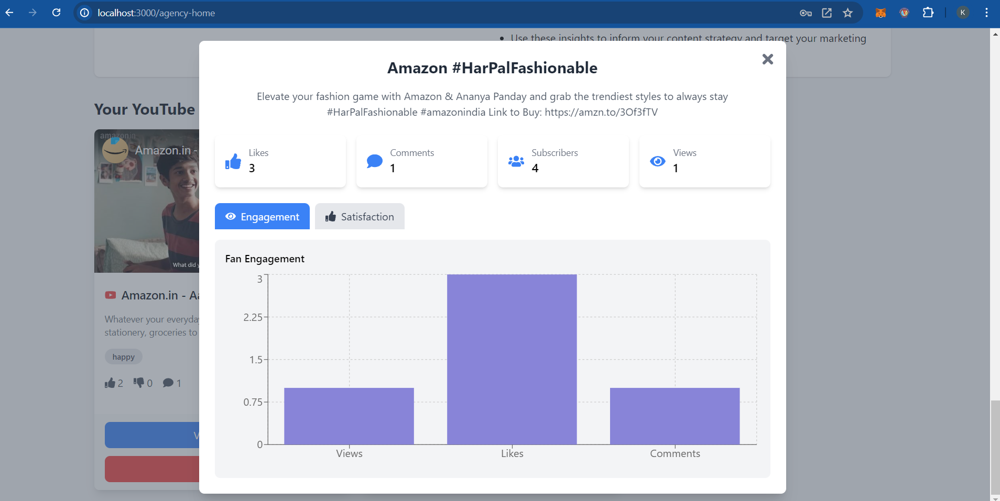 localhost:3000/agency-home
K
Use these insights to inform your content strategy and target your marketing
Amazon #HarPalFashionable
Elevate your fashion game with Amazon & Ananya Panday and grab the trendiest styles to always stay
#HarPalFashionable #amazonindia Link to Buy: https://amzn.to/3Of3fTV
Your YouTube
amazon.in
Amazon.in -
What did
Amazon.in -
Whatever your everyday
stationery, groceries to
happy
2 0 1
Likes
3
Comments
1
Subscribers
4
Views
1
Engagement
Satisfaction
Fan Engagement
3
2.25
1.5
0.75
0
Views
Likes
Comments